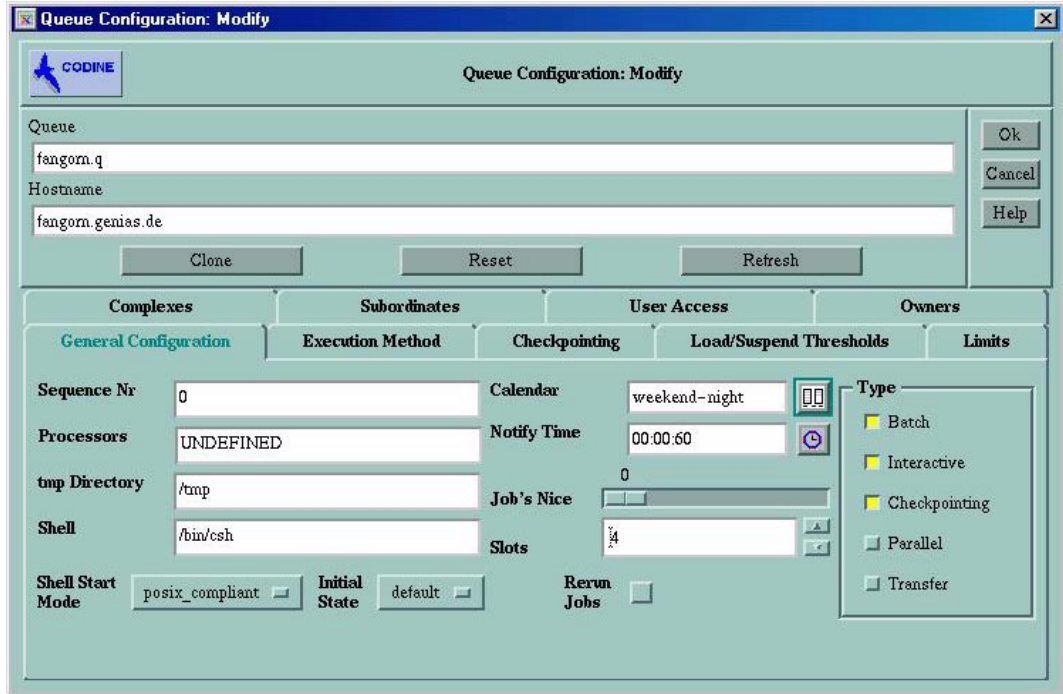 Queue Configuration: Modify
CODINE
Queue Configuration: Modify
Queue
fangorn.q
Hostname
fangorn.genias.de
Ok
Cancel
Help
Clone
Reset
Refresh
Complexes
Subordinates
User Access
Owners
General Configuration
Execution Method
Checkpointing
Load/Suspend Thresholds
Limits
Sequence Nr
0
Processors
UNDEFINED
tmp Directory
/tmp
Shell
/bin/csh
Shell Start
Mode
posix_compliant
Initial
State
default
Calendar
weekend-night
Notify Time
00:00:60
Job's Nice
0
Slots
4
Rerun
Jobs
Type
Batch
Interactive
Checkpointing
Parallel
Transfer